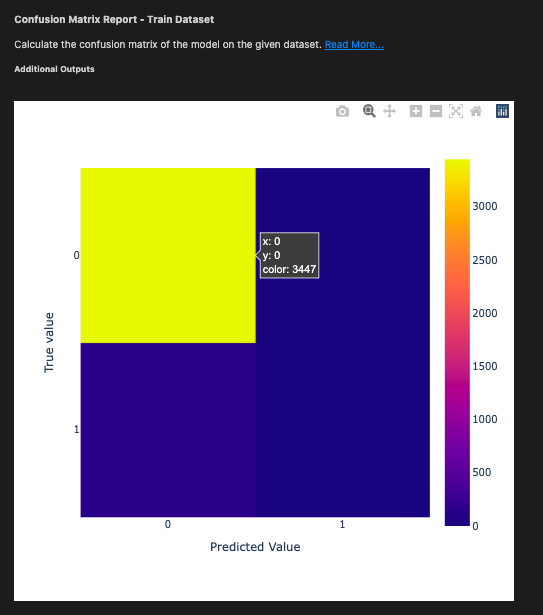 Confusion Matrix Report - Train Dataset
Calculate the confusion matrix of the model on the given dataset. Read More...
Additional Outputs
3000
0
x: 0
y: 0
color: 3447
2500
2000
True value
1500
1
1000
500
0
0
1
Predicted Value